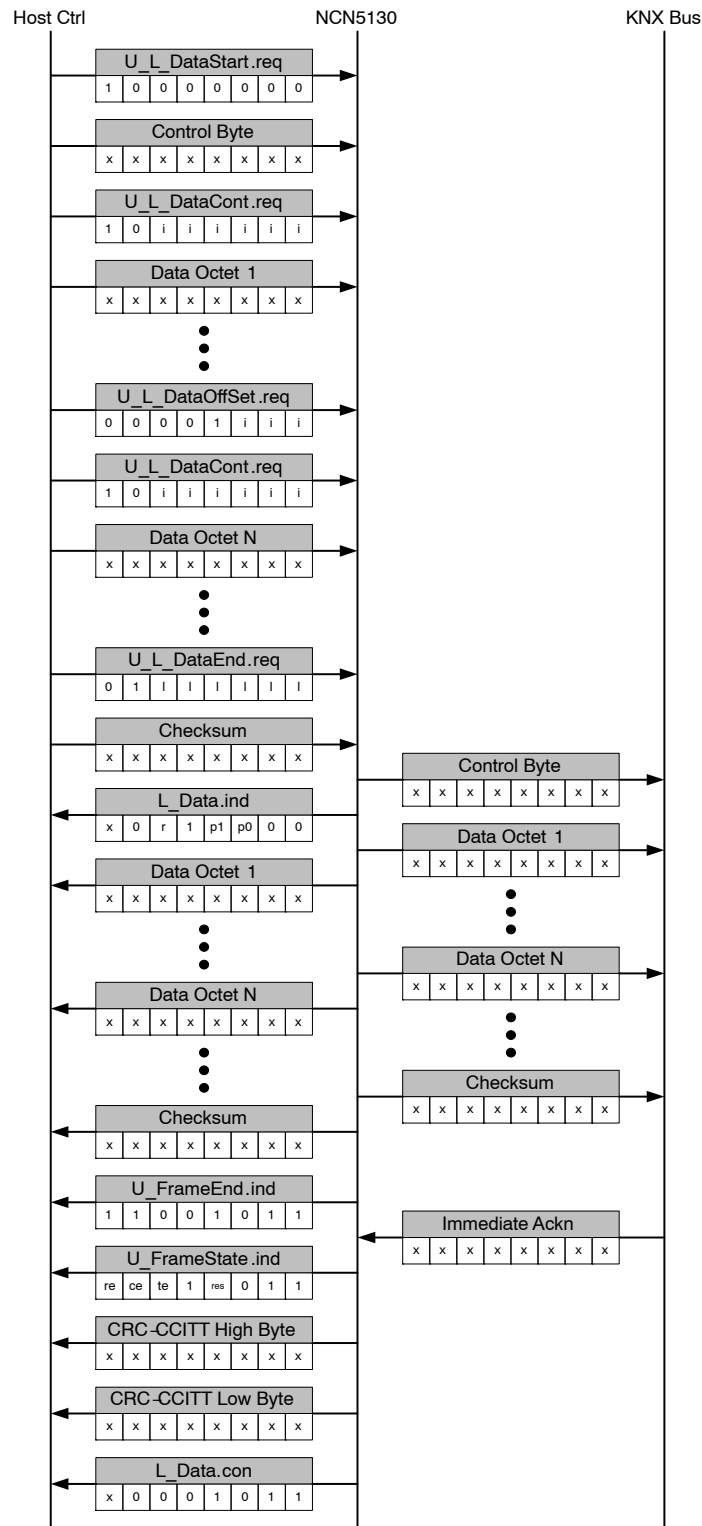 Host Ctrl NCN5130 KNX Bus
U_L_DataStart.req
1 0 0 0 0 0 0 0
Control Byte
x x x x x x x x
U_L_DataCont.req
1 0 i i i i i i
Data Octet 1
x x x x x x x x
U_L_DataOffSet.req
0 0 0 0 1 i i i
U_L_DataCont.req
1 0 i i i i i i
Data Octet N
x x x x x x x x
U_L_DataEnd.req
0 1 l l l l l l
Checksum
x x x x x x x x
Control Byte
x x x x x x x x
L_Data.ind
x 0 r 1 p1 p0 0 0
Data Octet 1
x x x x x x x x
Data Octet 1
x x x x x x x x
Data Octet N
x x x x x x x x
Data Octet N
x x x x x x x x
Checksum
x x x x x x x x
Checksum
x x x x x x x x
U_FrameEnd.ind
1 1 0 0 1 0 1 1
Immediate Ackn
x x x x x x x x
U_FrameState.ind
re ce te 1 res 0 1 1
CRC-CCITT High Byte
x x x x x x x x
CRC-CCITT Low Byte
x x x x x x x x
L_Data.con
x 0 0 0 1 0 1 1